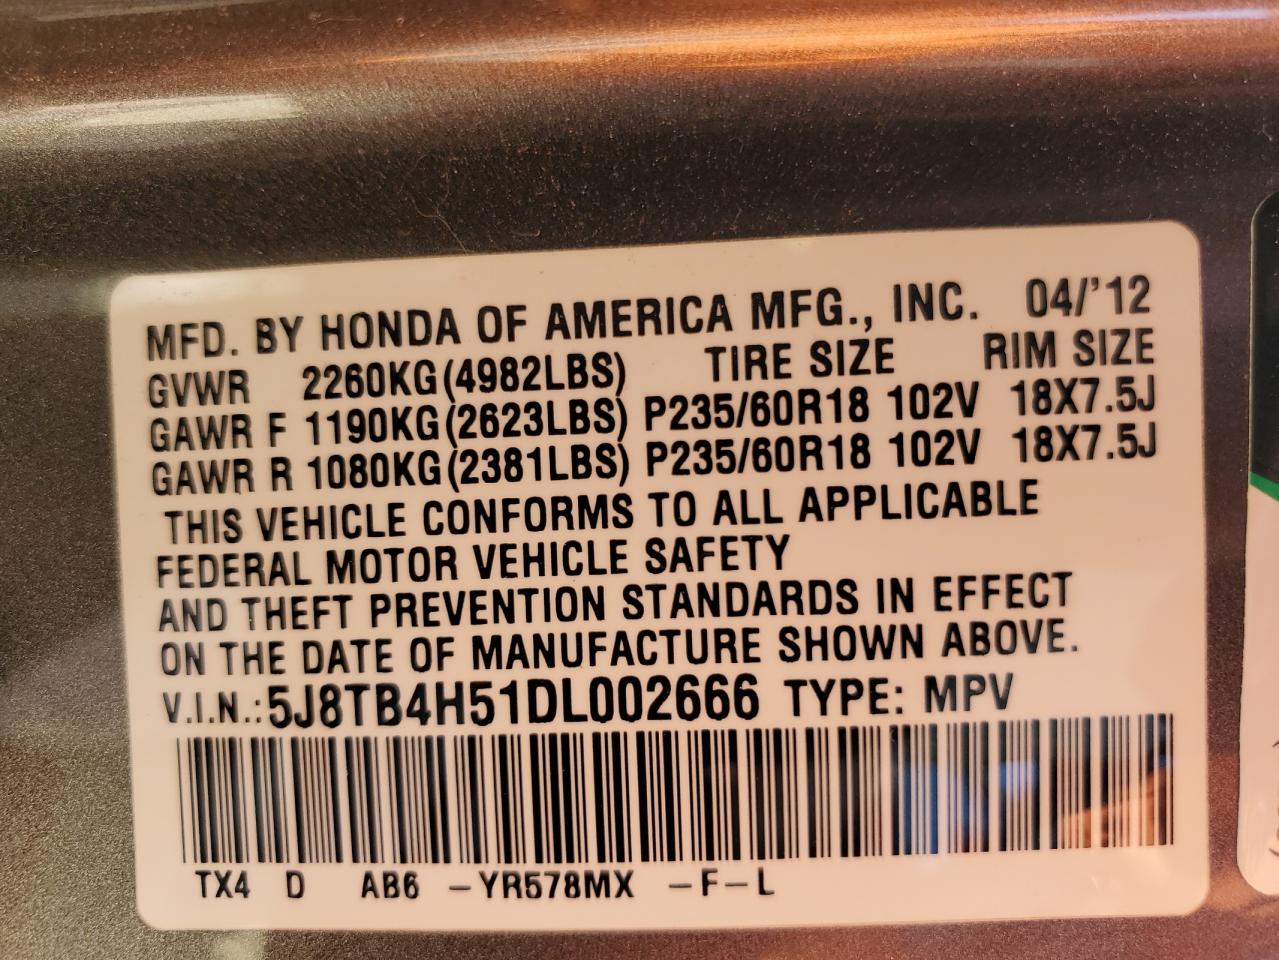 MFD. BY HONDA OF AMERICA MFG., INC. 04/'12
GVWR 2260KG(4982LBS) TIRE SIZE RIM SIZE
GAWR F 1190KG(2623LBS) P235/60R18 102V 18X7.5J
GAWR R 1080KG(2381LBS) P235/60R18 102V 18X7.5J
THIS VEHICLE CONFORMS TO ALL APPLICABLE
FEDERAL MOTOR VEHICLE SAFETY
AND THEFT PREVENTION STANDARDS IN EFFECT
ON THE DATE OF MANUFACTURE SHOWN ABOVE.
V.I.N.:5J8TB4H51DL002666 TYPE: MPV
TX4 D AB6 -YR578MX -F-L